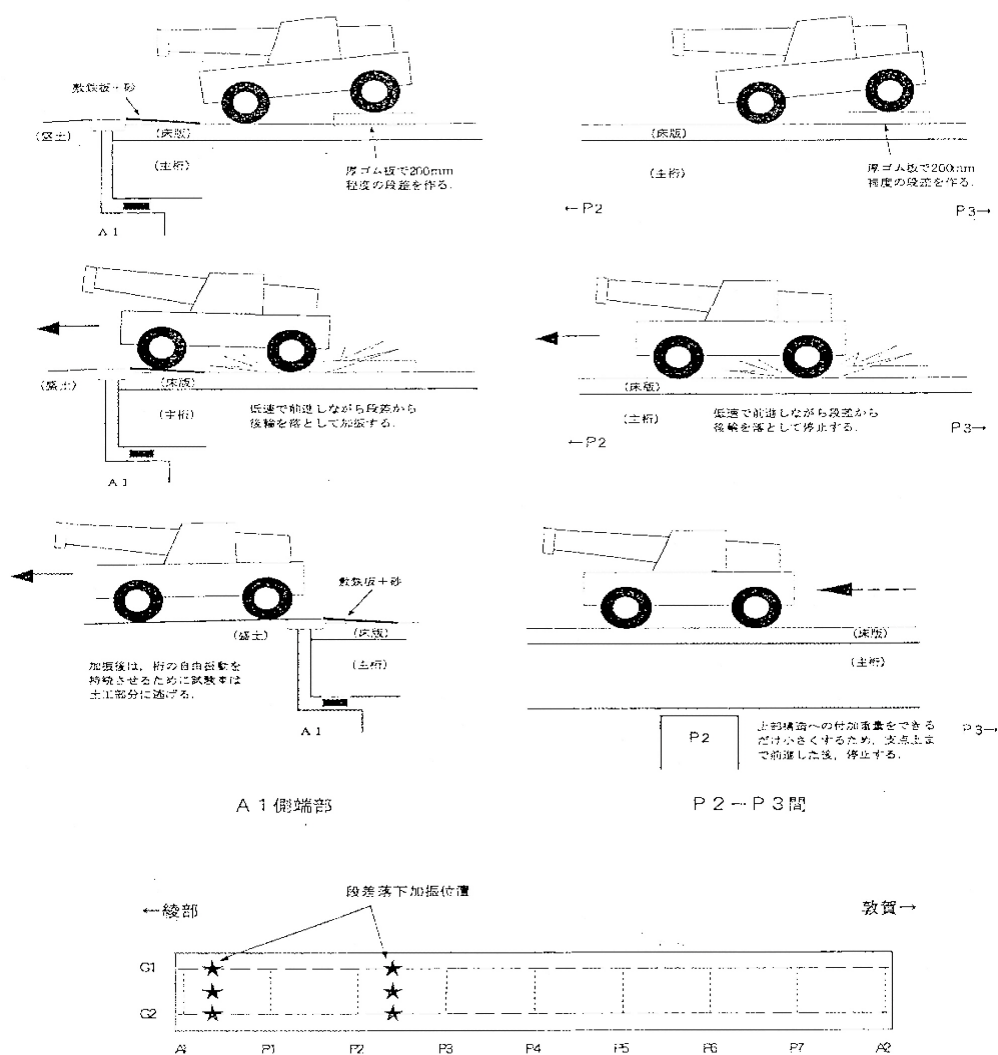 敷鉄板+砂
(盛土)
(床版)
(主桁)
厚ゴム板で200mm
程度の段差を作る.
A1
(床版)
(主桁)
厚ゴム板で200mm
程度の段差を作る.
←P2
P3→
(盛土)
(床版)
(主桁)
低速で前進しながら段差から
後輪を落として加振する.
A1
(床版)
(主桁)
低速で前進しながら段差から
後輪を落として停止する.
←P2
P3→
敷鉄板+砂
(盛土)
(床版)
(主桁)
加振後は,桁の自由振動を
持続させるために試験車は
土工部分に逃げる.
A1
(床版)
(主桁)
P2
上部構造への付加重量をできる
だけ小さくするため,支点上ま
で前進した後,停止する.
P3→
A1側端部
P2-P3間
段差落下加振位置
←綾部
敦賀→
G1
G2
A1 P1 P2 P3 P4 P5 P6 P7 A2